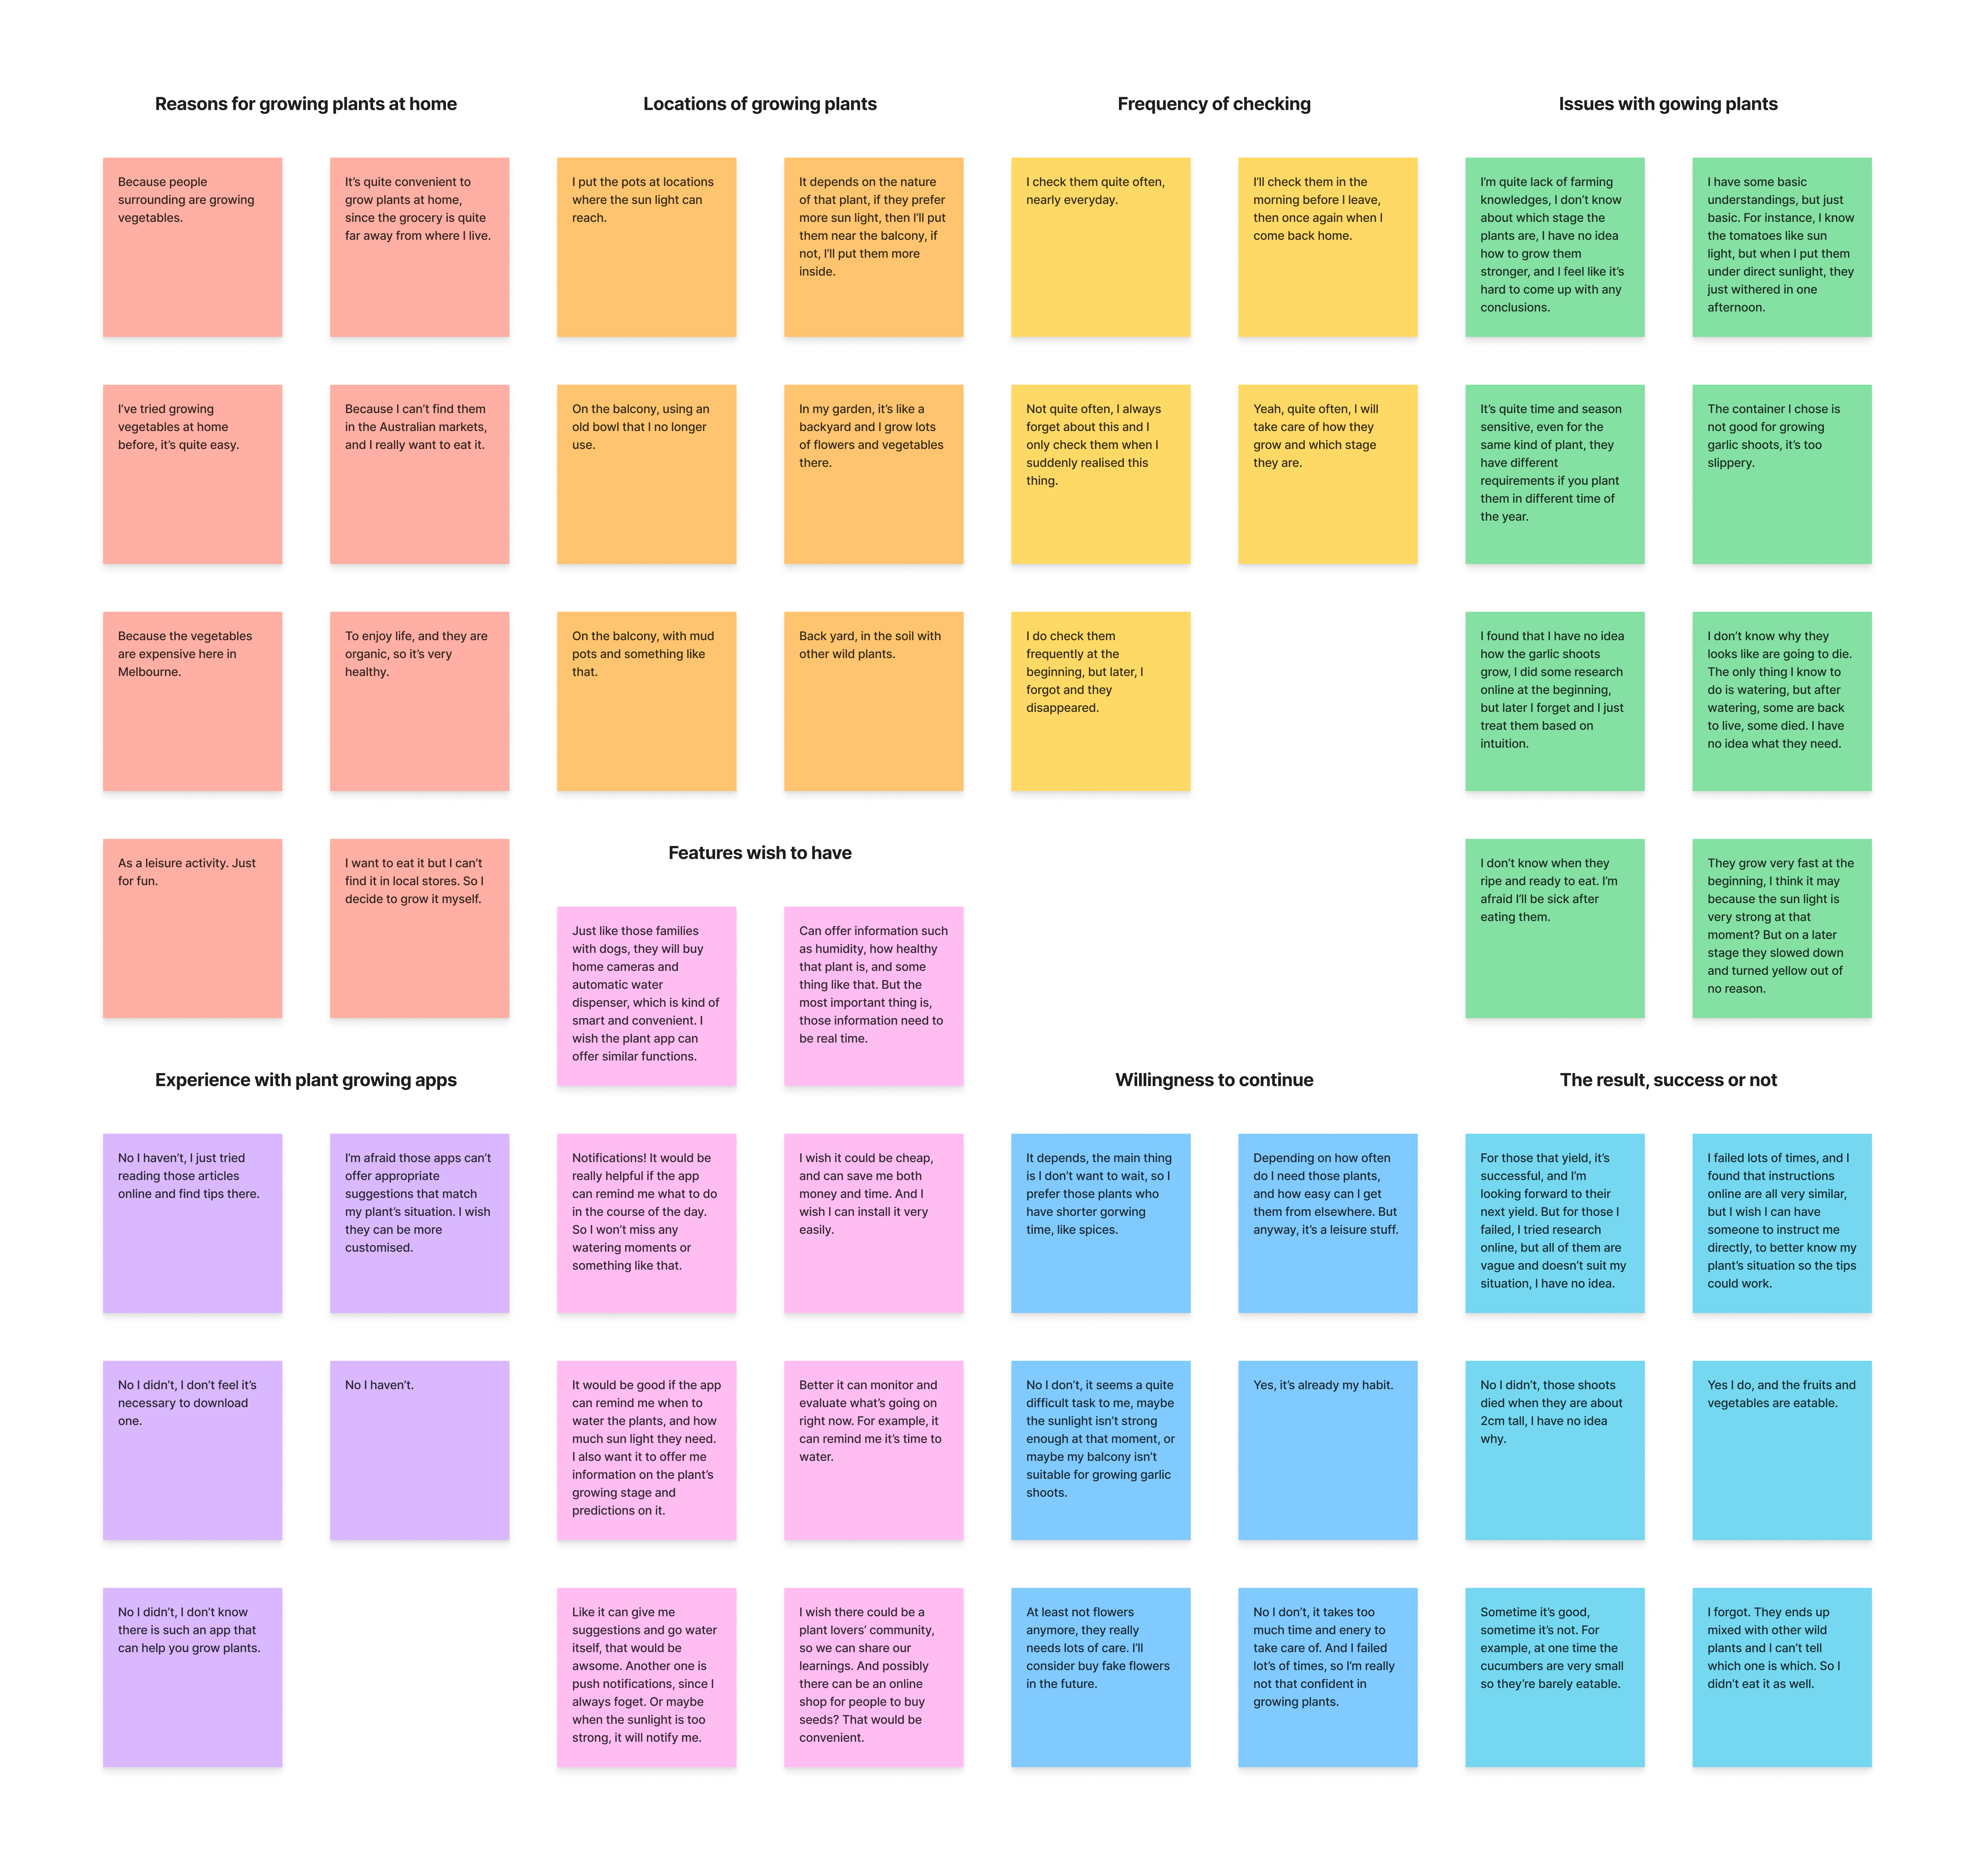 Reasons for growing plants at home
Because people
surrounding are growing
vegetables.
It's quite convenient to
grow plants at home,
since the grocery is quite
far away from where I live.
I've tried growing
vegetables at home
before, it's quite easy.
Because I can't find them
in the Australian markets,
and I really want to eat it.
Because the vegetables
are expensive here in
Melbourne.
To enjoy life, and they are
organic, so it's very
healthy.
As a leisure activity. Just
for fun.
I want to eat it but I can't
find it in local stores. So I
decide to grow it myself.
Locations of growing plants
I put the pots at locations
where the sun light can
reach.
It depends on the nature
of that plant, if they prefer
more sun light, then I'll put
them near the balcony, if
not, I'll put them more
inside.
On the balcony, using an
old bowl that I no longer
use.
In my garden, it's like a
backyard and I grow lots
of flowers and vegetables
there.
On the balcony, with mud
pots and something like
that.
Back yard, in the soil with
other wild plants.
Frequency of checking
I check them quite often,
nearly everyday.
I'll check them in the
morning before I leave,
then once again when I
come back home.
Not quite often, I always
forget about this and I
only check them when I
suddenly realised this
thing.
Yeah, quite often, I will
take care of how they
grow and which stage
they are.
I do check them
frequently at the
beginning, but later, I
forgot and they
disappeared.
Issues with gowing plants
I'm quite lack of farming
knowledges, I don't know
about which stage the
plants are, I have no idea
how to grow them
stronger, and I feel like it's
hard to come up with any
conclusions.
I have some basic
understandings, but just
basic. For instance, I know
the tomatoes like sun
light, but when I put them
under direct sunlight, they
just withered in one
afternoon.
It's quite time and season
sensitive, even for the
same kind of plant, they
have different
requirements if you plant
them in different time of
the year.
The container I chose is
not good for growing
garlic shoots, it's too
slippery.
I found that I have no idea
how the garlic shoots
grow, I did some research
online at the beginning,
but later I forget and I just
treat them based on
intuition.
I don't know why they
looks like are going to die.
The only thing I know to
do is watering, but after
watering, some are back
to live, some died. I have
no idea what they need.
I don't know when they
ripe and ready to eat. I'm
afraid I'll be sick after
eating them.
They grow very fast at the
beginning, I think it may
because the sun light is
very strong at that
moment? But on a later
stage they slowed down
and turned yellow out of
no reason.
Experience with plant growing apps
No I haven't, I just tried
reading those articles
online and find tips there.
I'm afraid those apps can't
offer appropriate
suggestions that match
my plant's situation. I wish
they can be more
customised.
No I didn't, I don't feel it's
necessary to download
one.
No I haven't.
No I didn't, I don't know
there is such an app that
can help you grow plants.
Features wish to have
Just like those families
with dogs, they will buy
home cameras and
automatic water
dispenser, which is kind of
smart and convenient. I
wish the plant app can
offer similar functions.
Can offer information such
as humidity, how healthy
that plant is, and some
thing like that. But the
most important thing is,
those information need to
be real time.
Notifications! It would be
really helpful if the app
can remind me what to do
in the course of the day.
So I won't miss any
watering moments or
something like that.
I wish it could be cheap,
and can save me both
money and time. And I
wish I can install it very
easily.
It would be good if the app
can remind me when to
water the plants, and how
much sun light they need.
I also want it to offer me
information on the plant's
growing stage and
predictions on it.
Better it can monitor and
evaluate what's going on
right now. For example, it
can remind me it's time to
water.
Like it can give me
suggestions and go water
itself, that would be
awsome. Another one is
push notifications, since I
always foget. Or maybe
when the sunlight is too
strong, it will notify me.
I wish there could be a
plant lovers' community,
so we can share our
learnings. And possibly
there can be an online
shop for people to buy
seeds? That would be
convenient.
Willingness to continue
It depends, the main thing
is I don't want to wait, so I
prefer those plants who
have shorter gorwing
time, like spices.
Depending on how often
do I need those plants,
and how easy can I get
them from elsewhere. But
anyway, it's a leisure stuff.
No I don't, it seems a quite
difficult task to me, maybe
the sunlight isn't strong
enough at that moment, or
maybe my balcony isn't
suitable for growing garlic
shoots.
Yes, it's already my habit.
At least not flowers
anymore, they really
needs lots of care. I'll
consider buy fake flowers
in the future.
No I don't, it takes too
much time and enery to
take care of. And I failed
lot's of times, so I'm really
not that confident in
growing plants.
The result, success or not
For those that yield, it's
successful, and I'm
looking forward to their
next yield. But for those I
failed, I tried research
online, but all of them are
vague and doesn't suit my
situation, I have no idea.
I failed lots of times, and I
found that instructions
online are all very similar,
but I wish I can have
someone to instruct me
directly, to better know my
plant's situation so the tips
could work.
No I didn't, those shoots
died when they are about
2cm tall, I have no idea
why.
Yes I do, and the fruits and
vegetables are eatable.
Sometime it's good,
sometime it's not. For
example, at one time the
cucumbers are very small
so they're barely eatable.
I forgot. They ends up
mixed with other wild
plants and I can't tell
which one is which. So I
didn't eat it as well.